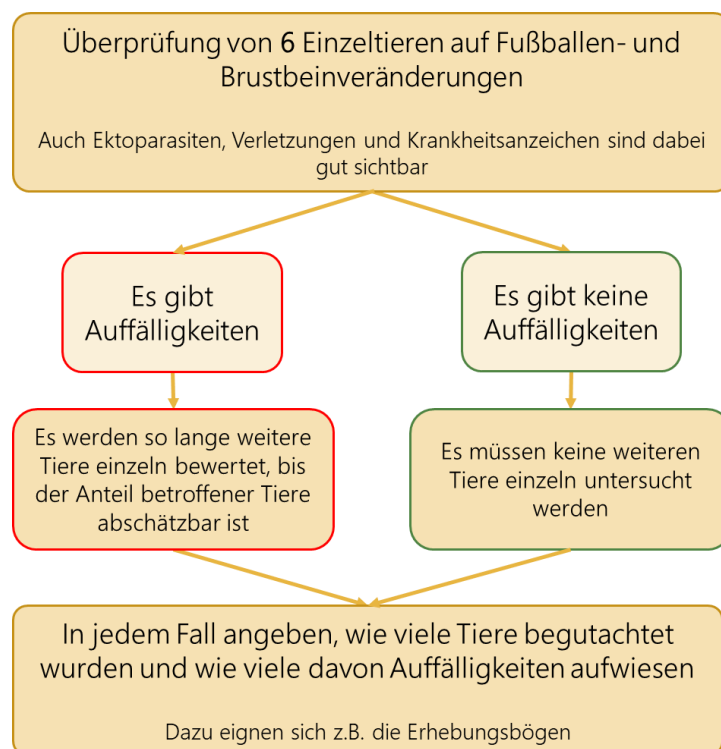 Überprüfung von 6 Einzeltieren auf Fußballen- und
Brustbeinveränderungen
Auch Ektoparasiten, Verletzungen und Krankheitsanzeichen sind dabei
gut sichtbar
Es gibt
Auffälligkeiten
Es gibt keine
Auffälligkeiten
Es werden so lange weitere
Tiere einzeln bewertet, bis
der Anteil betroffener Tiere
abschätzbar ist
Es müssen keine weiteren
Tiere einzeln untersucht
werden
In jedem Fall angeben, wie viele Tiere begutachtet
wurden und wie viele davon Auffälligkeiten aufwiesen
Dazu eignen sich z.B. die Erhebungsbögen